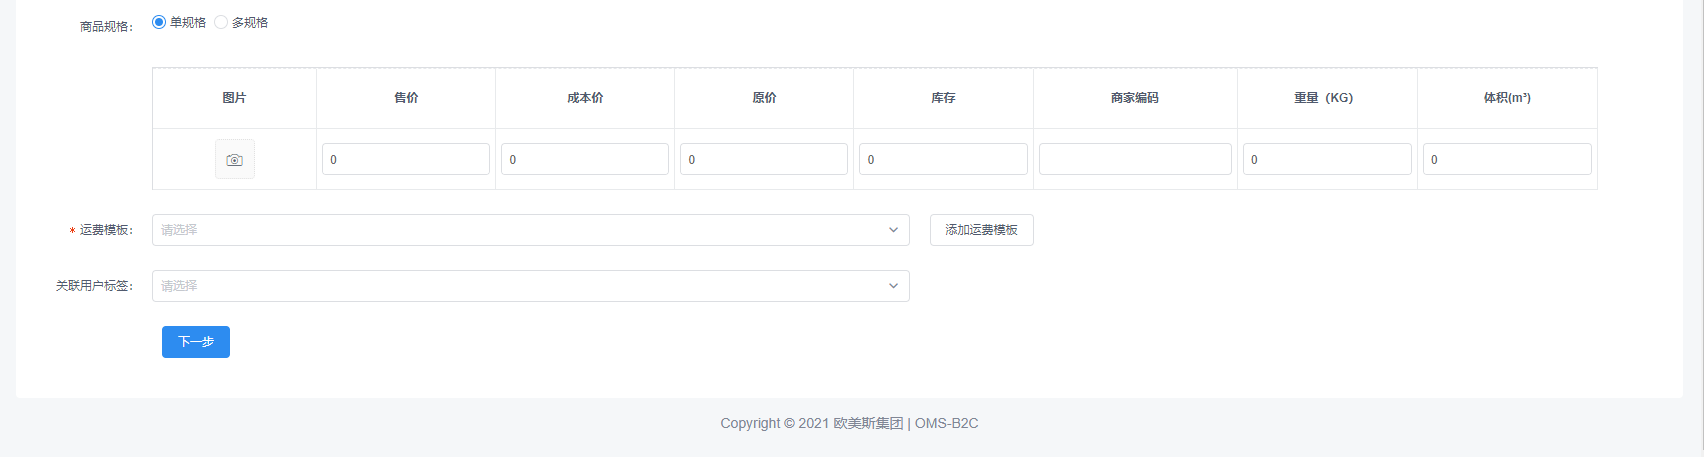 商品规格： 单规格 多规格
图片 售价 成本价 原价 库存 商家编码 重量（KG） 体积(m³)
0 0 0 0 0 0
* 运费模板： 请选择 添加运费模板
关联用户标签： 请选择
下一步
Copyright © 2021 欧美斯集团 | OMS-B2C